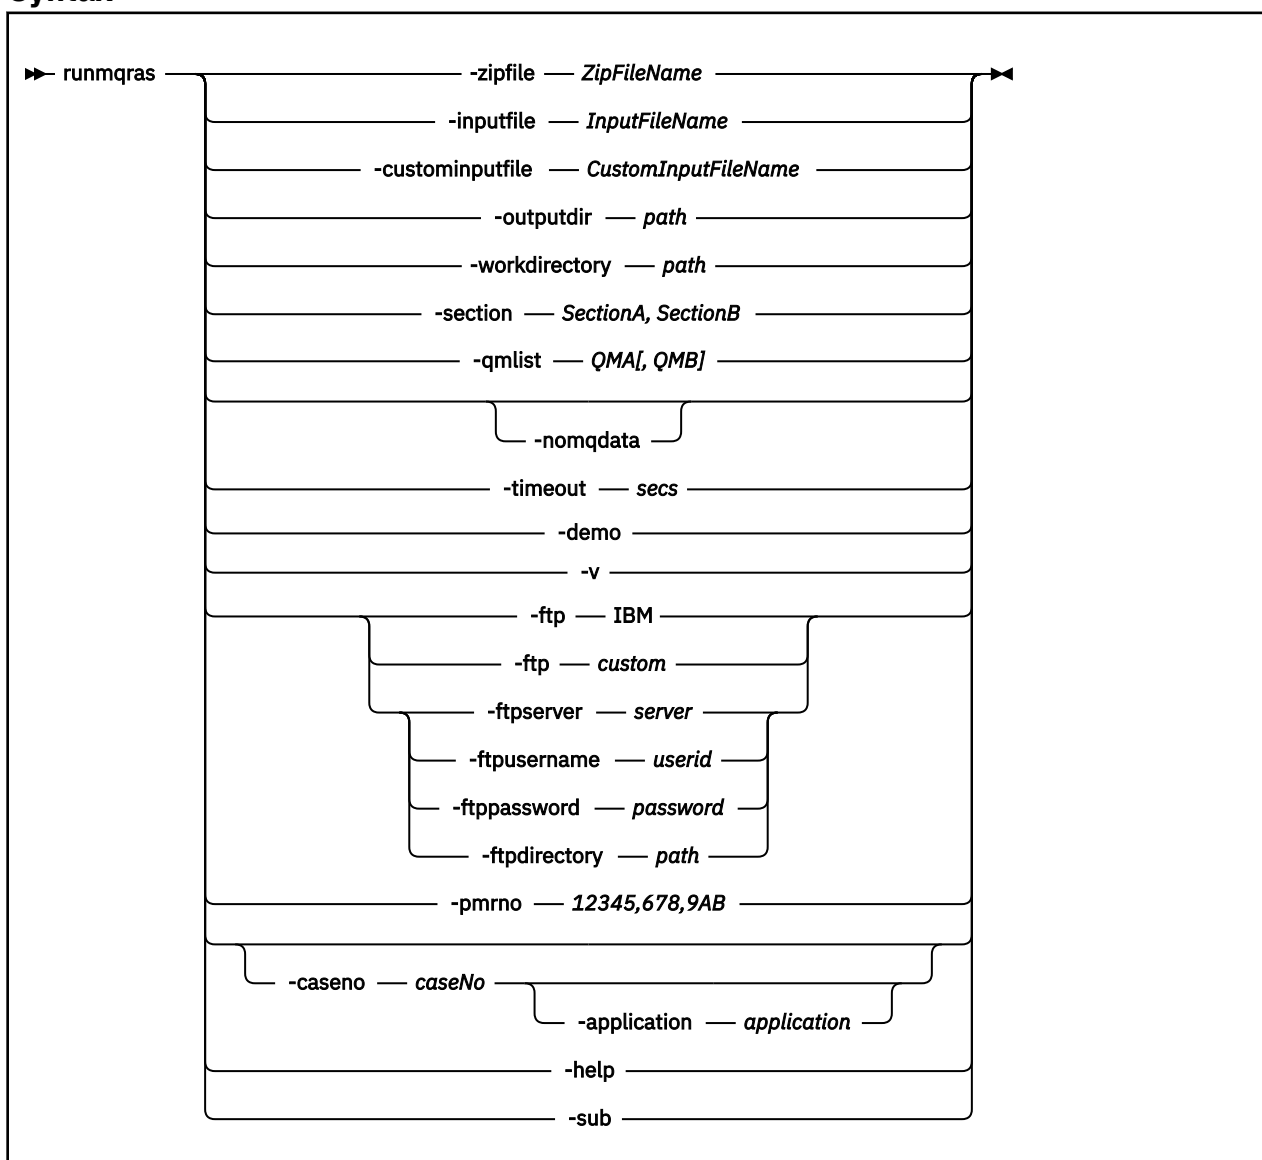 runmqras -zipfile ZipFileName
-inputfile InputFileName
-custominputfile CustomInputFileName
-outputdir path
-workdirectory path
-section SectionA, SectionB
-qmlist QMA[, QMB]
-nomqdata
-timeout secs
-demo
-v
-ftp IBM
-ftp custom
-ftpserver server
-ftpusername userid
-ftppassword password
-ftpdirectory path
-pmrno 12345,678,9AB
-caseno caseNo
-application application
-help
-sub